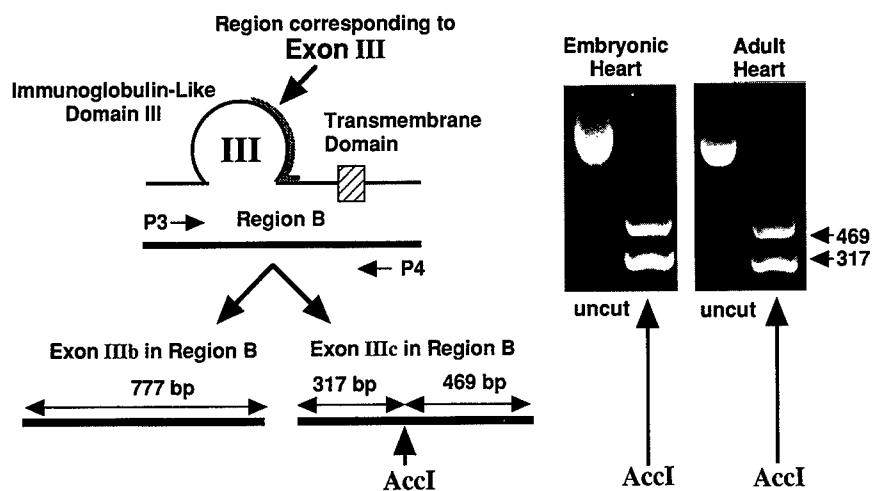 Region corresponding to
Exon III
Immunoglobulin-Like
Domain III
III
Transmembrane
Domain
P3
Region B
P4
Exon IIIb in Region B
777 bp
Exon IIIc in Region B
317 bp
469 bp
AccI
Embryonic
Heart
Adult
Heart
469
317
uncut
uncut
AccI
AccI